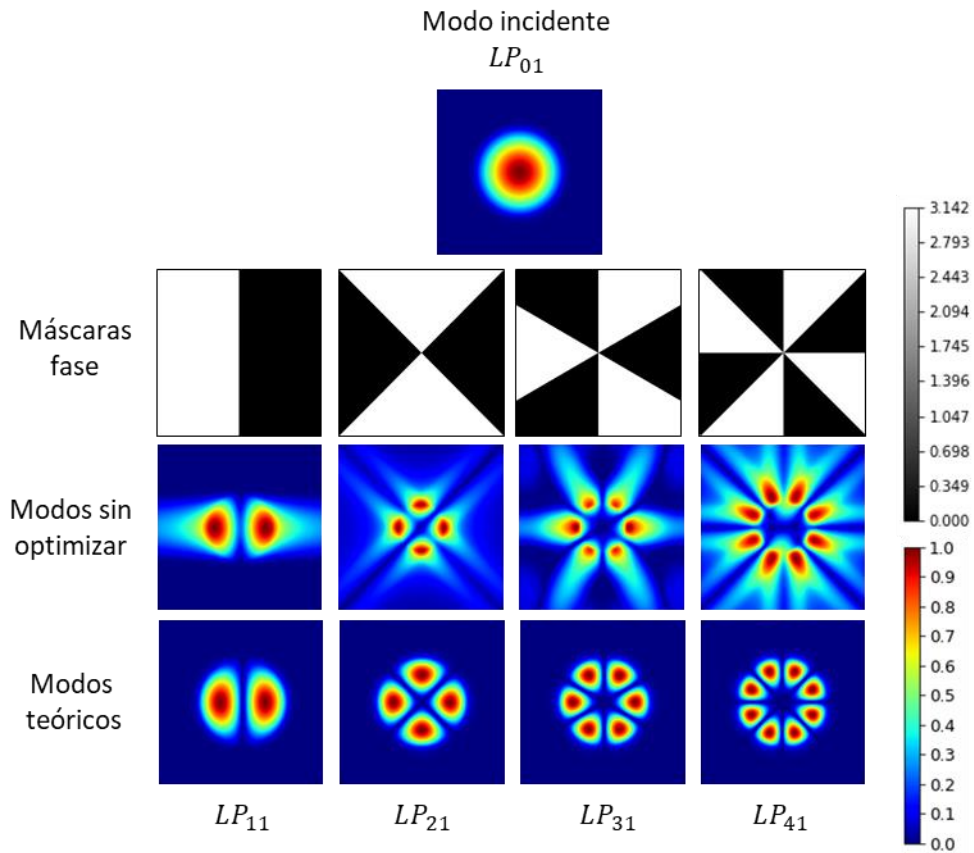 Modo incidente
LP₀₁
Máscaras
fase
3.142
2.793
2.443
2.094
1.745
1.396
1.047
0.698
0.349
0.000
Modos sin
optimizar
Modos
teóricos
1.0
0.9
0.8
0.7
0.6
0.5
0.4
0.3
0.2
0.1
0.0
LP₁₁ LP₂₁ LP₃₁ LP₄₁